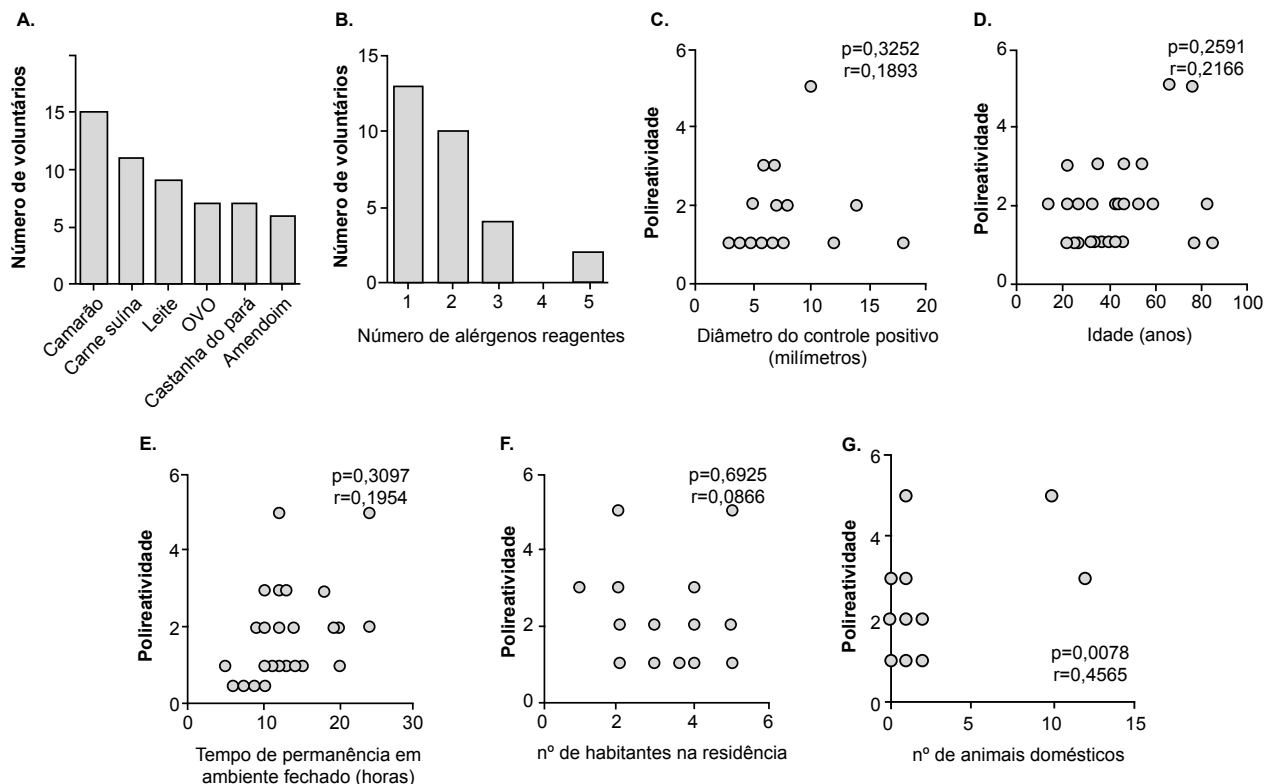 A.
Número de voluntários
15
10
5
0
Camarão
Carne suína
Leite
OVO
Castanha do pará
Amendoim
B.
Número de voluntários
15
10
5
0
1 2 3 4 5
Número de alérgenos reagentes
C.
p=0,3252
r=0,1893
Polireatividade
6
4
2
0
0 5 10 15 20
Diâmetro do controle positivo
(milímetros)
D.
p=0,2591
r=0,2166
Polireatividade
6
4
2
0
0 20 40 60 80 100
Idade (anos)
E.
p=0,3097
r=0,1954
Polireatividade
6
4
2
0
0 10 20 30
Tempo de permanência em
ambiente fechado (horas)
F.
p=0,6925
r=0,0866
Polireatividade
6
4
2
0
0 2 4 6
nº de habitantes na residência
G.
Polireatividade
6
4
2
0
p=0,0078
r=0,4565
0 5 10 15
nº de animais domésticos